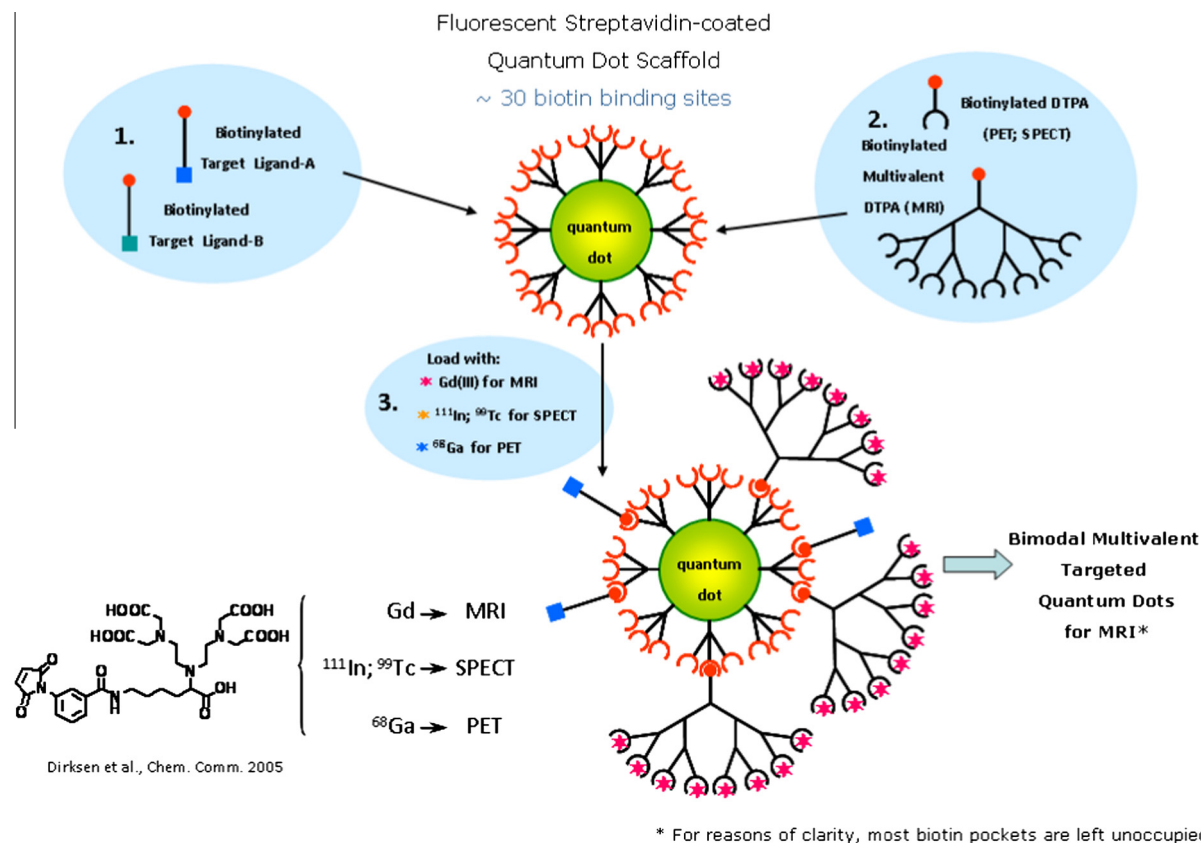 Fluorescent Streptavidin-coated
Quantum Dot Scaffold
~ 30 biotin binding sites
1.
Biotinylated
Target Ligand-A
Biotinylated
Target Ligand-B
2.
Biotinylated DTPA
(PET; SPECT)
Biotinylated
Multivalent
DTPA (MRI)
quantum
dot
3.
Load with:
Gd(III) for MRI
¹¹¹In; ⁹⁹Tc for SPECT
⁶⁸Ga for PET
quantum
dot
Bimodal Multivalent
Targeted
Quantum Dots
for MRI*
HOOC COOH
HOOC COOH
N N
N
O
N
O
O
N
H
OH
O
Gd → MRI
¹¹¹In; ⁹⁹Tc → SPECT
⁶⁸Ga → PET
Dirksen et al., Chem. Comm. 2005
* For reasons of clarity, most biotin pockets are left unoccupied